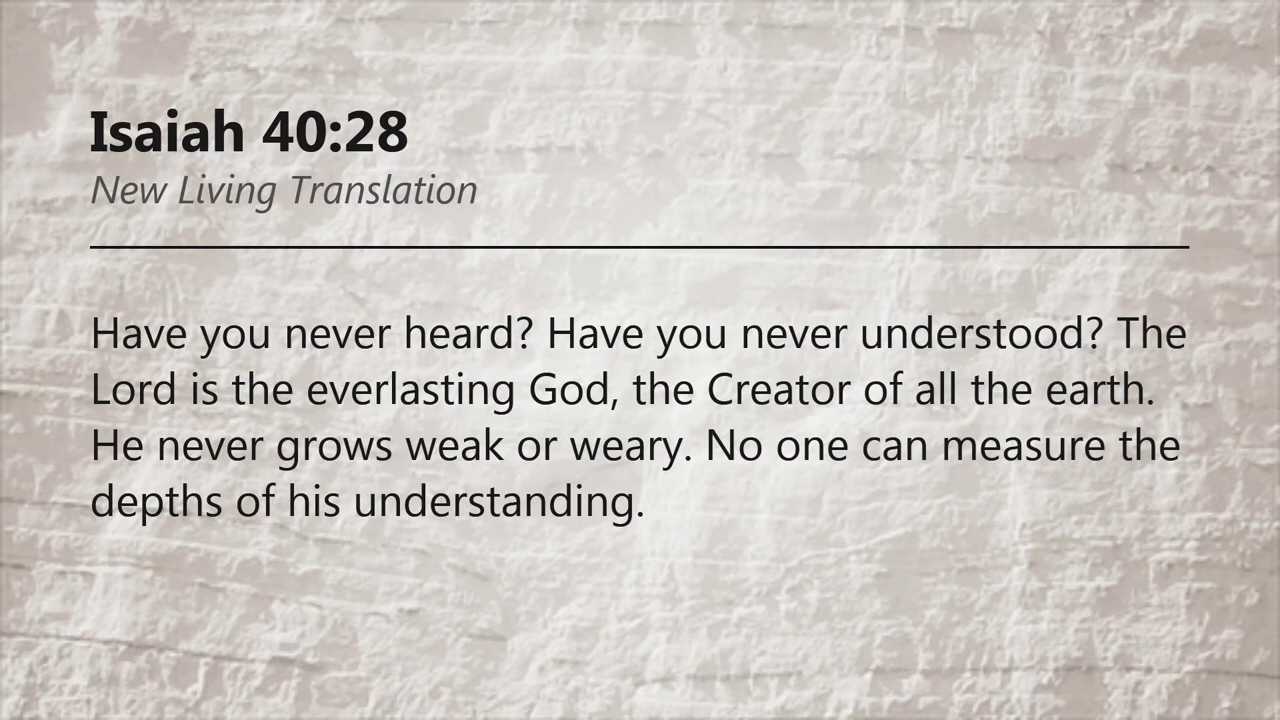 Isaiah 40:28
New Living Translation
Have you never heard? Have you never understood? The
Lord is the everlasting God, the Creator of all the earth.
He never grows weak or weary. No one can measure the
depths of his understanding.